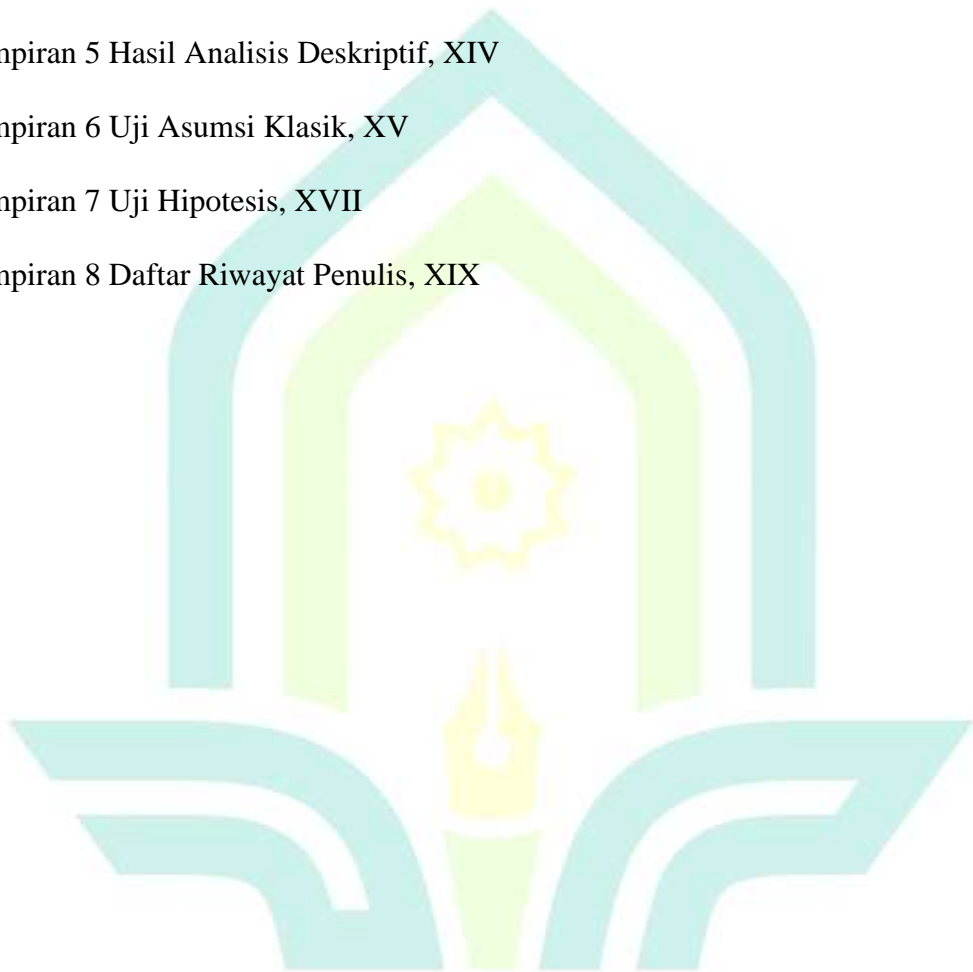 mpiran 5 Hasil Analisis Deskriptif, XIV
mpiran 6 Uji Asumsi Klasik, XV
mpiran 7 Uji Hipotesis, XVII
mpiran 8 Daftar Riwayat Penulis, XIX